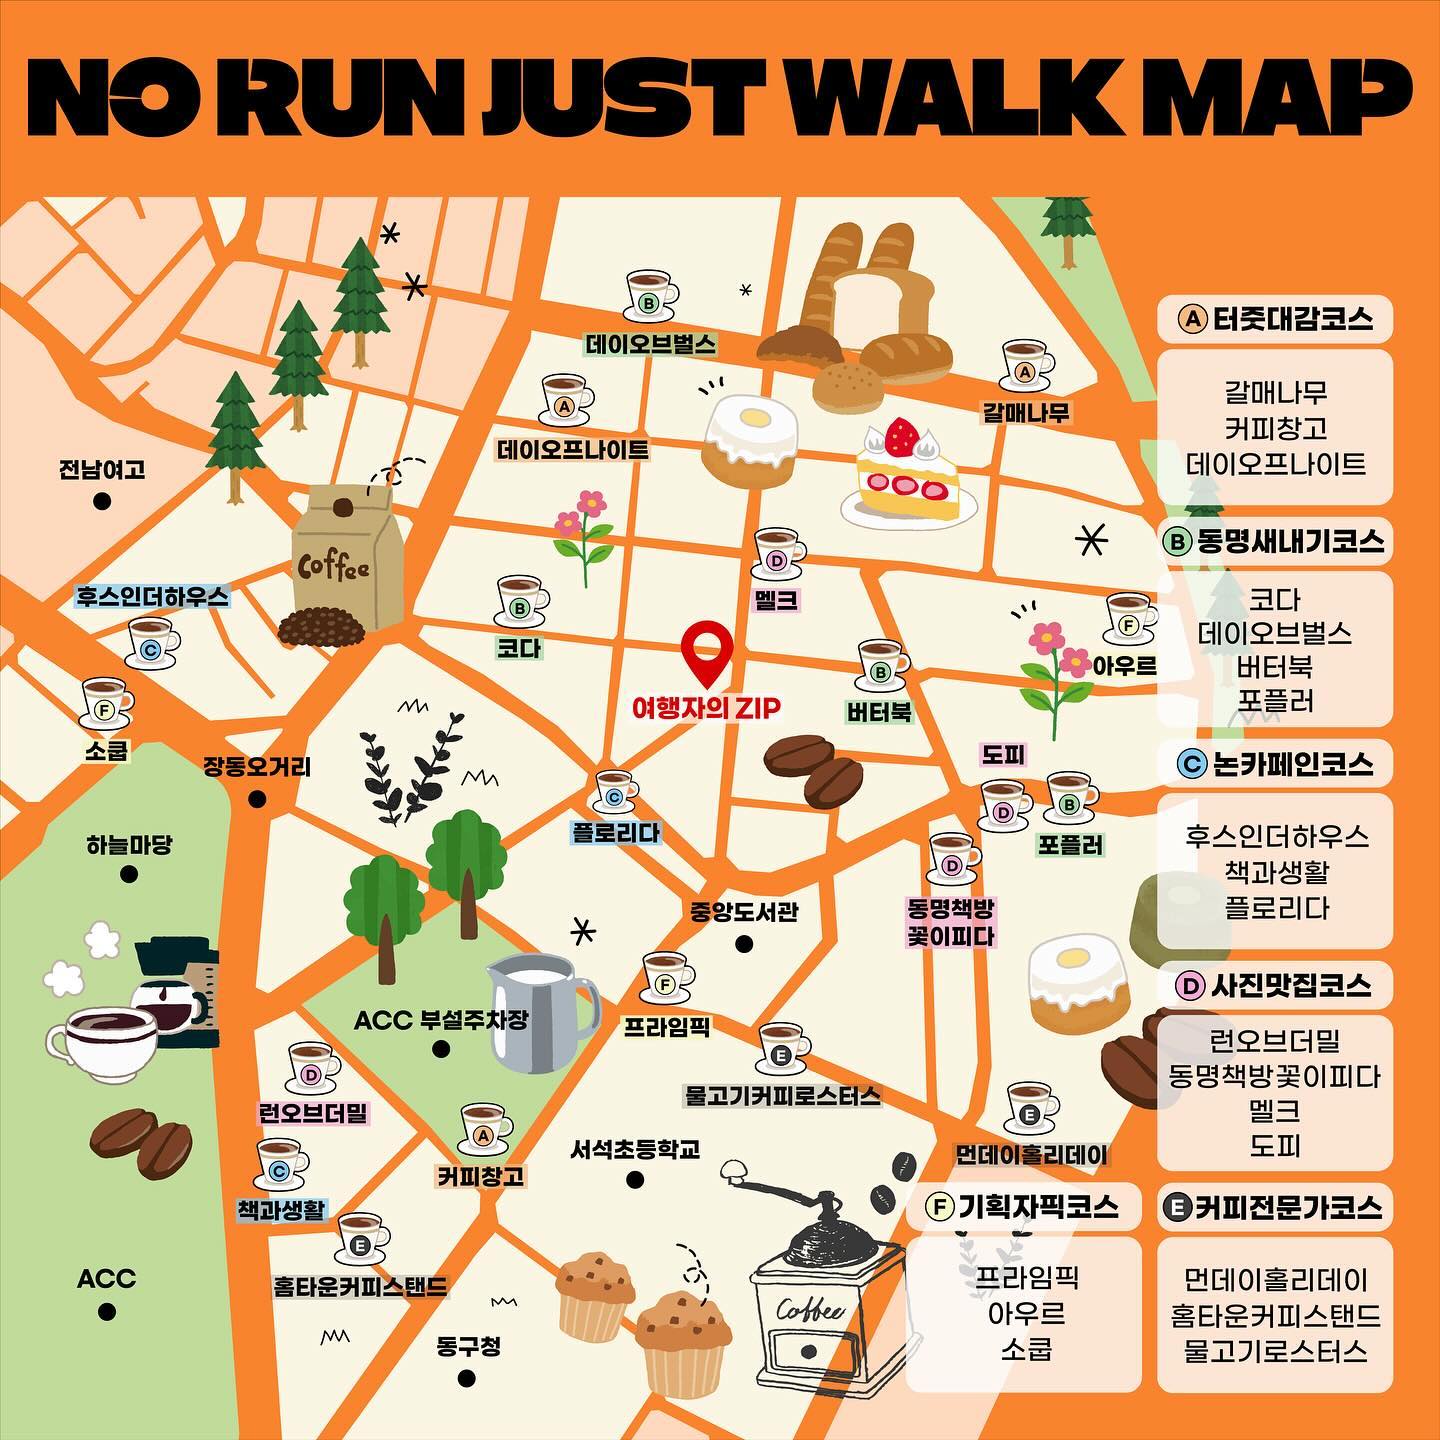 NO RUN JUST WALK MAP
B
데이오브벌스
A
갈매나무
A
데이오프나이트
전남여고
Coffee
D
멜크
후스인더하우스
C
B
코다
F
아우르
B
버터북
여행자의 ZIP
F
소쿱
장동오거리
도피
D
B
포플러
C
플로리다
하늘마당
D
동명책방
꽃이피다
중앙도서관
F
프라임픽
ACC 부설주차장
E
물고기커피로스터스
D
런오브더밀
A
커피창고
서석초등학교
E
먼데이홀리데이
C
책과생활
E
홈타운커피스탠드
ACC
동구청
Coffee
A 터줏대감코스
갈매나무
커피창고
데이오프나이트
B 동명새내기코스
코다
데이오브벌스
버터북
포플러
C 논카페인코스
후스인더하우스
책과생활
플로리다
D 사진맛집코스
런오브더밀
동명책방꽃이피다
멜크
도피
F 기획자픽코스
프라임픽
아우르
소쿱
E 커피전문가코스
먼데이홀리데이
홈타운커피스탠드
물고기로스터스